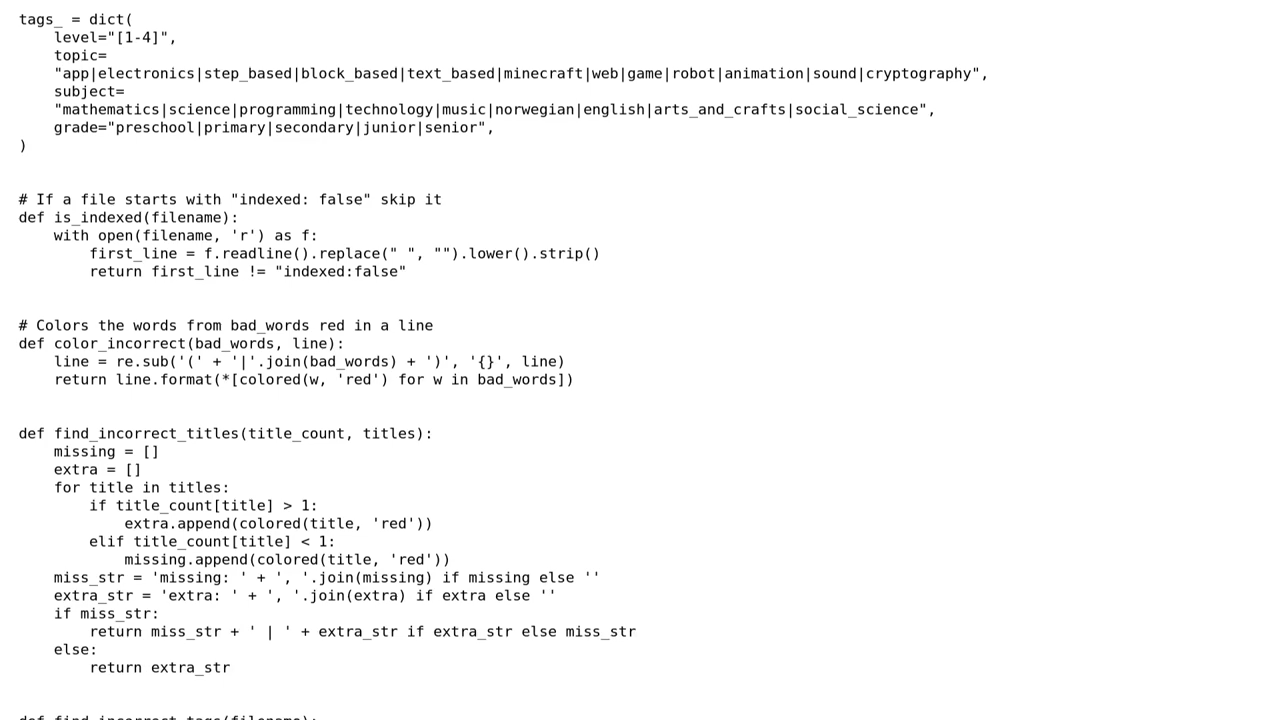 tags_ = dict(
    level="[1-4]",
    topic=
    "app|electronics|step_based|block_based|text_based|minecraft|web|game|robot|animation|sound|cryptography",
    subject=
    "mathematics|science|programming|technology|music|norwegian|english|arts_and_crafts|social_science",
    grade="preschool|primary|secondary|junior|senior",
)
# If a file starts with "indexed: false" skip it
def is_indexed(filename):
    with open(filename, 'r') as f:
        first_line = f.readline().replace(" ", "").lower().strip()
        return first_line != "indexed:false"
# Colors the words from bad_words red in a line
def color_incorrect(bad_words, line):
    line = re.sub('(' + '|'.join(bad_words) + ')', '{}', line)
    return line.format(*[colored(w, 'red') for w in bad_words])
def find_incorrect_titles(title_count, titles):
    missing = []
    extra = []
    for title in titles:
        if title_count[title] > 1:
            extra.append(colored(title, 'red'))
        elif title_count[title] < 1:
            missing.append(colored(title, 'red'))
    miss_str = 'missing: ' + ', '.join(missing) if missing else ''
    extra_str = 'extra: ' + ', '.join(extra) if extra else ''
    if miss_str:
        return miss_str + ' | ' + extra_str if extra_str else miss_str
    else:
        return extra_str